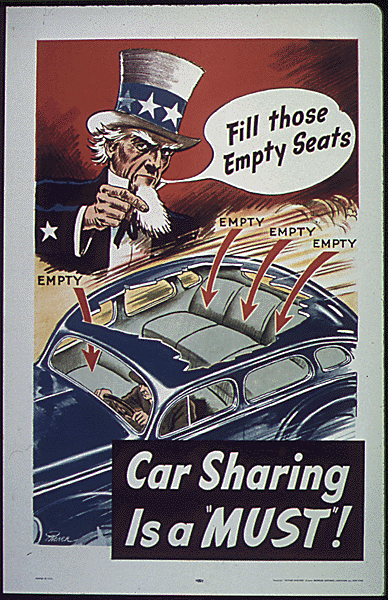 Fill those
Empty Seats
EMPTY
EMPTY
EMPTY
EMPTY
Car Sharing
Is a "MUST"!